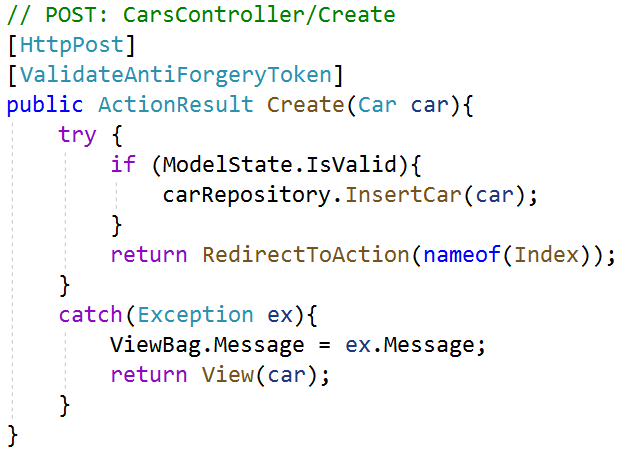 // POST: CarsController/Create
[HttpPost]
[ValidateAntiForgeryToken]
public ActionResult Create(Car car){
    try {
        if (ModelState.IsValid){
            carRepository.InsertCar(car);
        }
        return RedirectToAction(nameof(Index));
    }
    catch(Exception ex){
        ViewBag.Message = ex.Message;
        return View(car);
    }
}